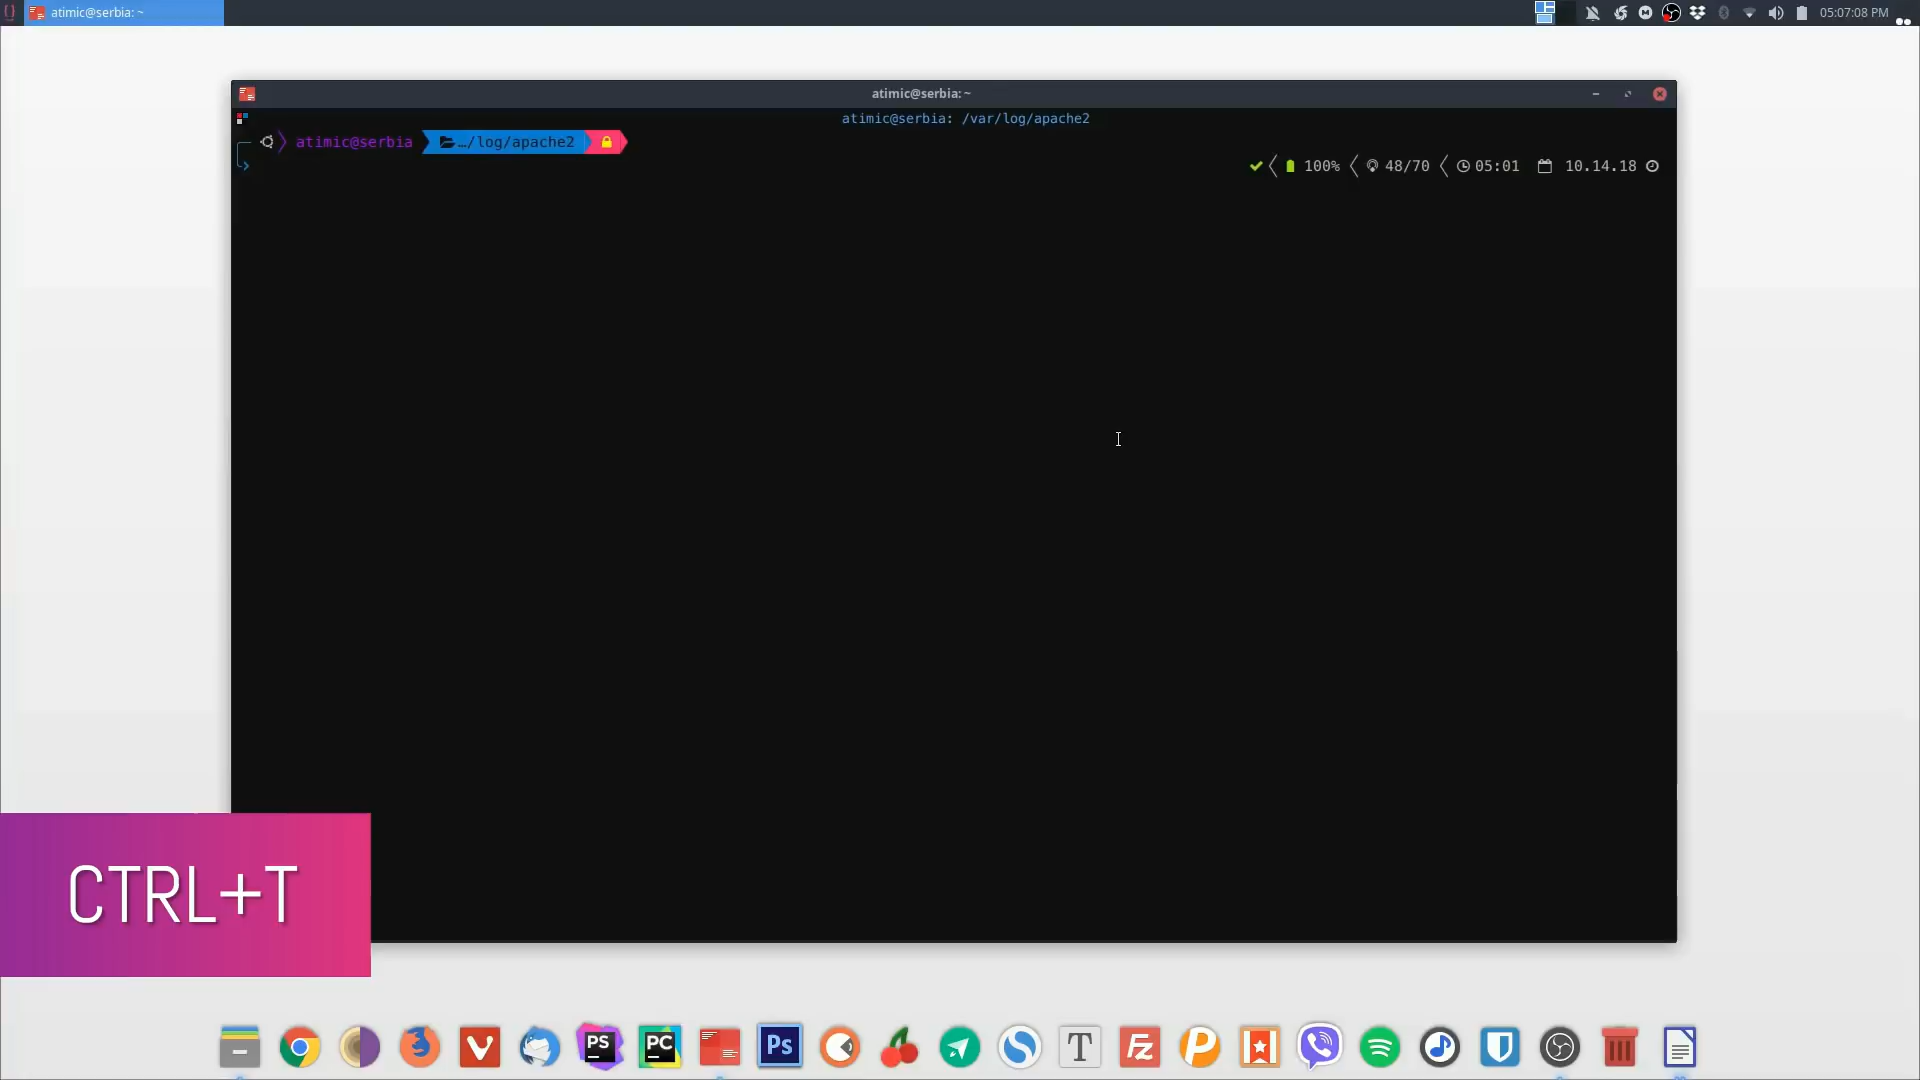 atimic@serbia: ~
05:07:08 PM
atimic@serbia: ~
atimic@serbia: /var/log/apache2
atimic@serbia …/log/apache2
100% 48/70 05:01 10.14.18
CTRL+T
PS PC Ps T Fz P